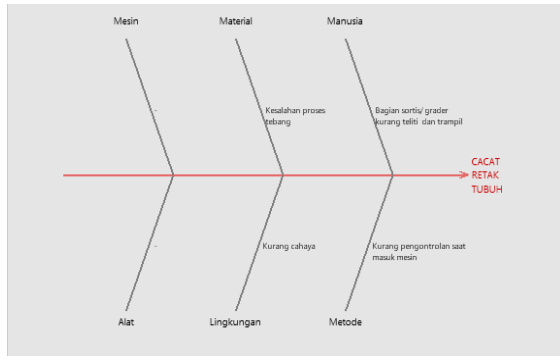 Mesin
Material
Manusia
-
Kesalahan proses
tebang
Bagian sortis/ grader
kurang teliti dan trampil
CACAT
RETAK
TUBUH
-
Kurang cahaya
Kurang pengontrolan saat
masuk mesin
Alat
Lingkungan
Metode